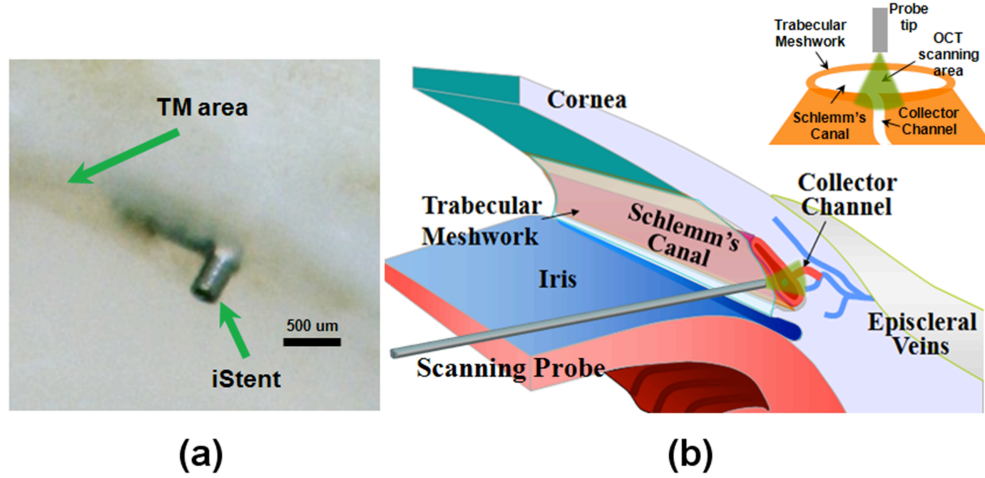 TM area
500 um
iStent
(a)
Probe
tip
Trabecular
Meshwork
OCT
scanning
area
Schlemm's
Canal
Collector
Channel
Cornea
Collector
Channel
Trabecular
Meshwork
Schlemm's
Canal
Iris
Episcleral
Veins
Scanning Probe
(b)